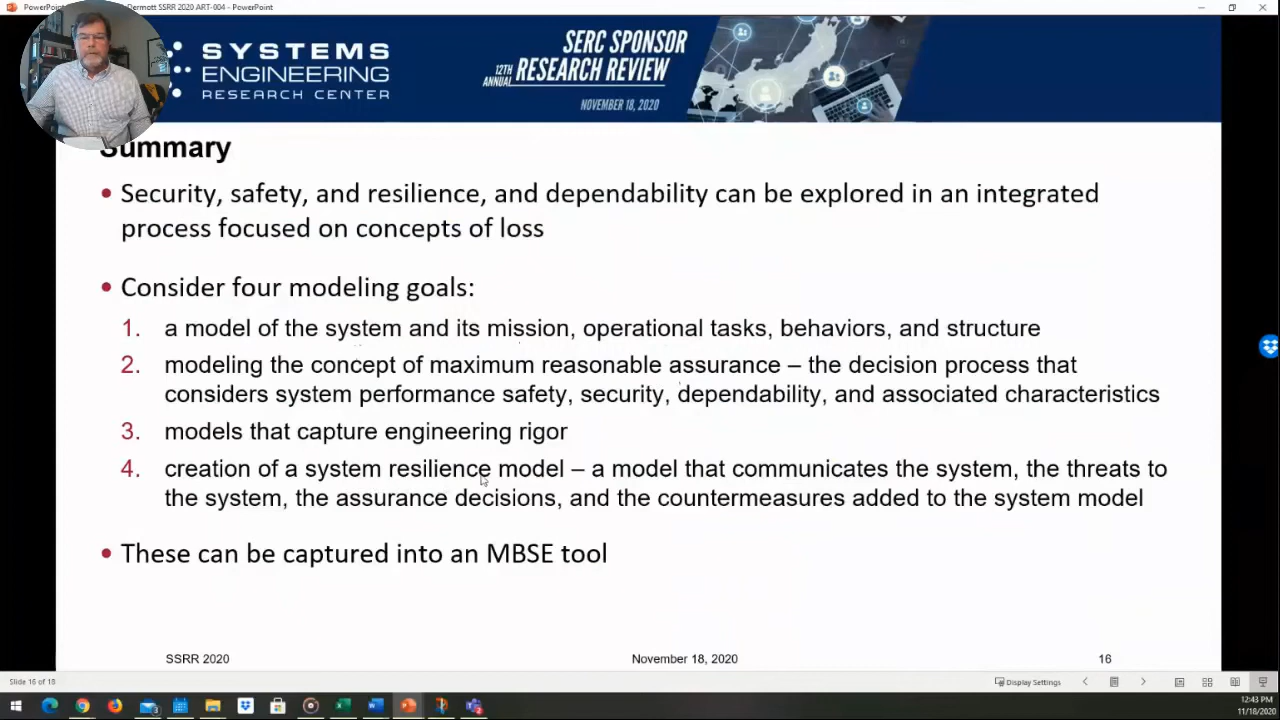 PowerPoint
Dermott SSRR 2020 ART-004 - PowerPoint
SYSTEMS
ENGINEERING
RESEARCH CENTER
12TH
ANNUAL
SERC SPONSOR
RESEARCH REVIEW
NOVEMBER 18, 2020
Summary
• Security, safety, and resilience, and dependability can be explored in an integrated
process focused on concepts of loss
• Consider four modeling goals:
1. a model of the system and its mission, operational tasks, behaviors, and structure
2. modeling the concept of maximum reasonable assurance – the decision process that
considers system performance safety, security, dependability, and associated characteristics
3. models that capture engineering rigor
4. creation of a system resilience model – a model that communicates the system, the threats to
the system, the assurance decisions, and the countermeasures added to the system model
• These can be captured into an MBSE tool
SSRR 2020
November 18, 2020
16
Slide 16 of 18
Display Settings
12:43 PM
11/18/2020